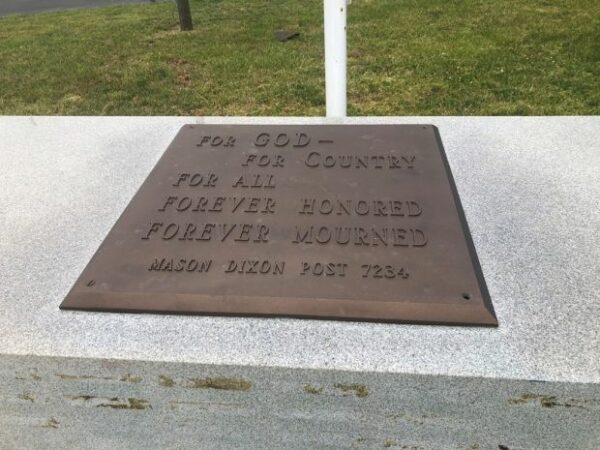 FOR GOD—
FOR COUNTRY
FOR ALL
FOREVER HONORED
FOREVER MOURNED
MASON DIXON POST 7234